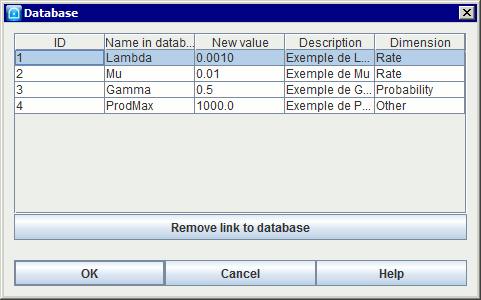 Database
ID Name in datab... New value Description Dimension
1 Lambda 0.0010 Exemple de L... Rate
2 Mu 0.01 Exemple de Mu Rate
3 Gamma 0.5 Exemple de G... Probability
4 ProdMax 1000.0 Exemple de P... Other
Remove link to database
OK Cancel Help